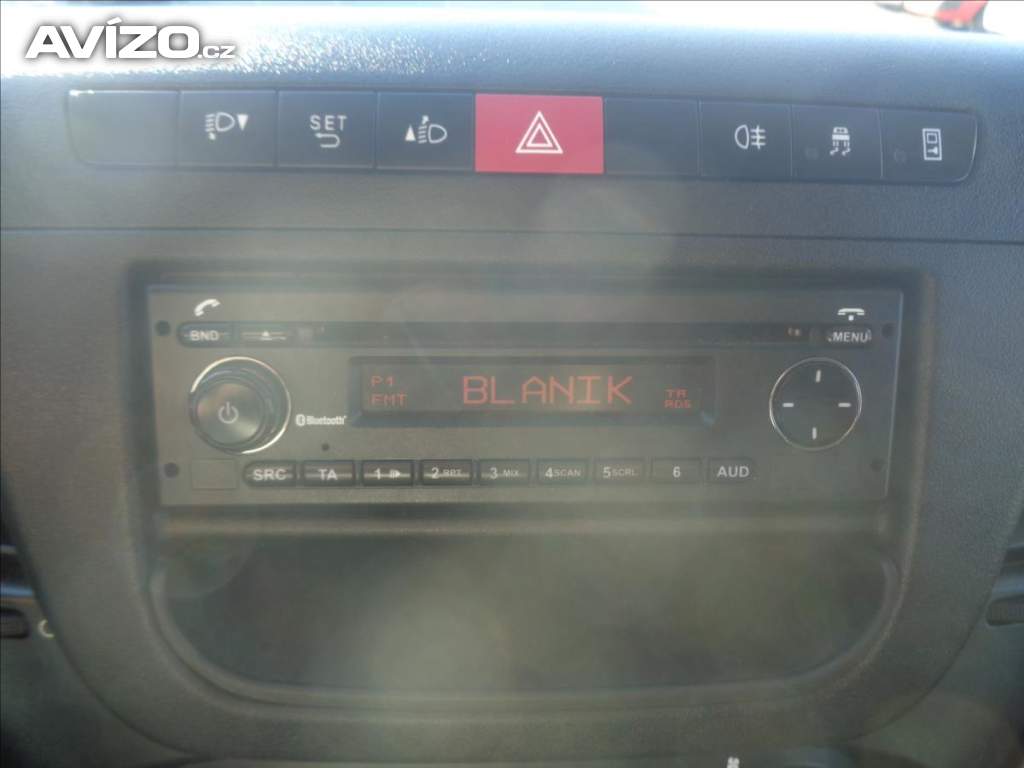 AVÍZO.cz
SET
BND
MENU
P1
BLANIK
TA
FMT
RDS
Bluetooth
SRC
TA
1
2 RPT
3 MIX
4 SCAN
5 SCRL
6
AUD